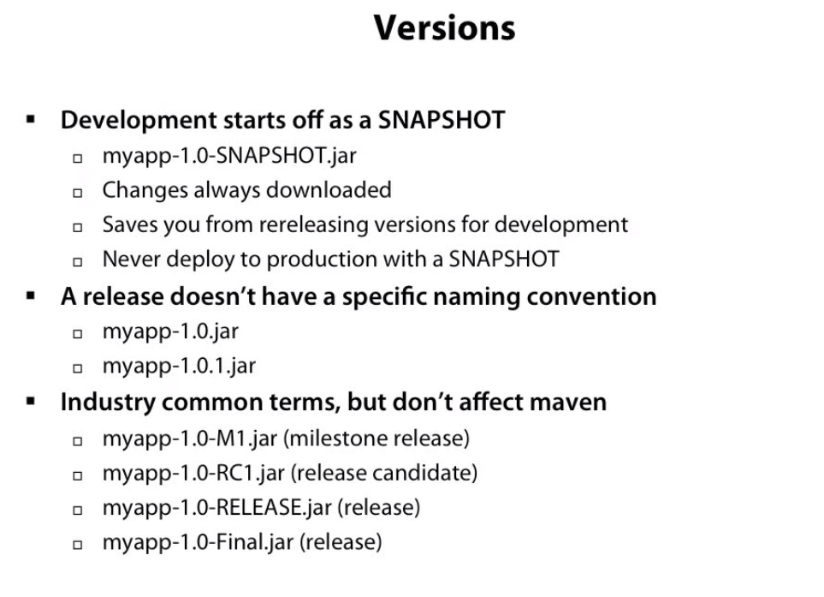 Versions
▪ Development starts off as a SNAPSHOT
▫ myapp-1.0-SNAPSHOT.jar
▫ Changes always downloaded
▫ Saves you from rereleasing versions for development
▫ Never deploy to production with a SNAPSHOT
▪ A release doesn’t have a specific naming convention
▫ myapp-1.0.jar
▫ myapp-1.0.1.jar
▪ Industry common terms, but don’t affect maven
▫ myapp-1.0-M1.jar (milestone release)
▫ myapp-1.0-RC1.jar (release candidate)
▫ myapp-1.0-RELEASE.jar (release)
▫ myapp-1.0-Final.jar (release)